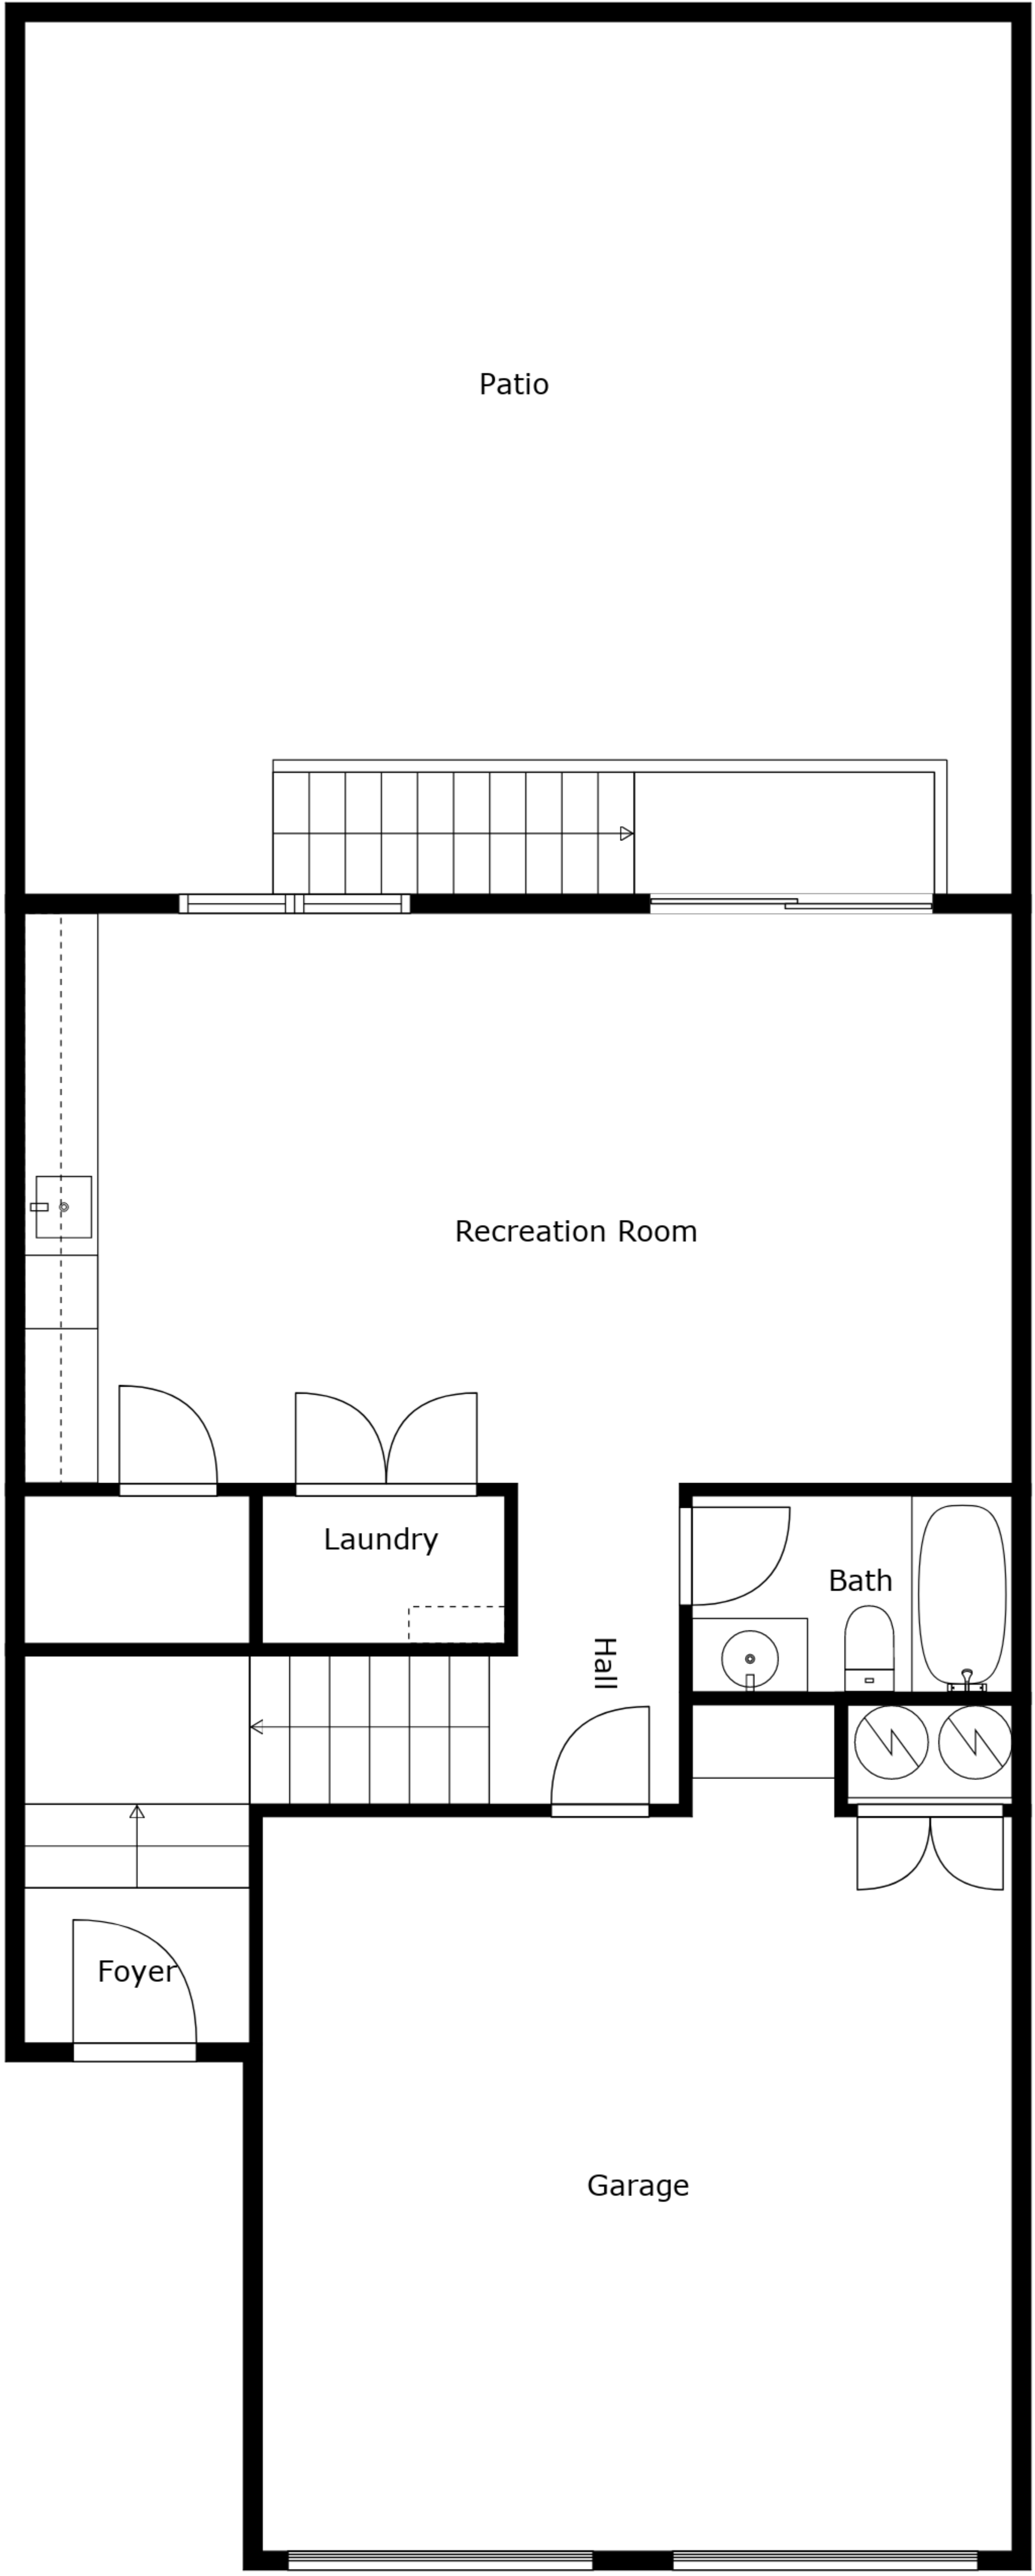 Patio
Recreation Room
Laundry
Bath
Hall
Foyer
Garage